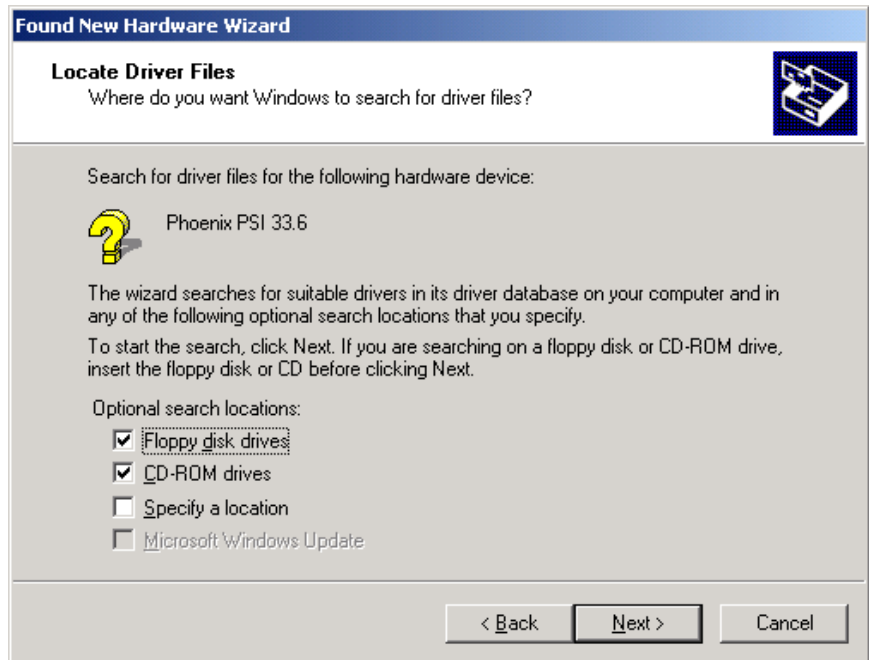 Found New Hardware Wizard
Locate Driver Files
Where do you want Windows to search for driver files?
Search for driver files for the following hardware device:
Phoenix PSI 33.6
The wizard searches for suitable drivers in its driver database on your computer and in
any of the following optional search locations that you specify.
To start the search, click Next. If you are searching on a floppy disk or CD-ROM drive,
insert the floppy disk or CD before clicking Next.
Optional search locations:
Floppy disk drives
CD-ROM drives
Specify a location
Microsoft Windows Update
< Back Next > Cancel